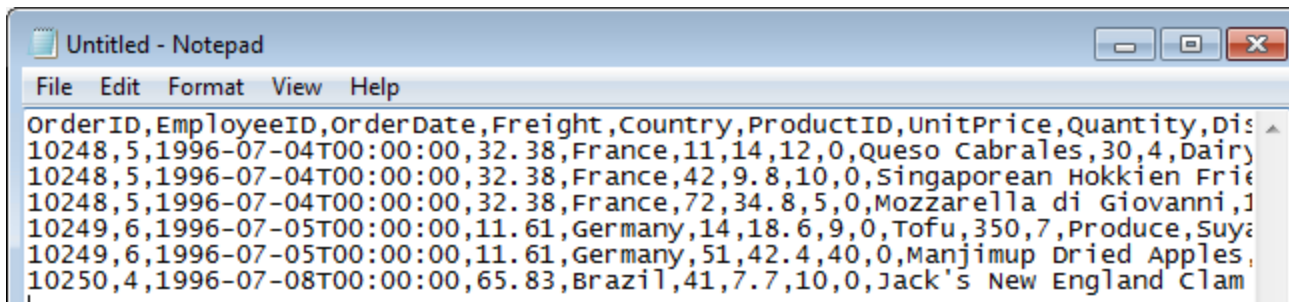 Untitled - Notepad
File Edit Format View Help
OrderID,EmployeeID,OrderDate,Freight,Country,ProductID,UnitPrice,Quantity,Dis
10248,5,1996-07-04T00:00:00,32.38,France,11,14,12,0,Queso Cabrales,30,4,Dairy
10248,5,1996-07-04T00:00:00,32.38,France,42,9.8,10,0,Singaporean Hokkien Frie
10248,5,1996-07-04T00:00:00,32.38,France,72,34.8,5,0,Mozzarella di Giovanni,1
10249,6,1996-07-05T00:00:00,11.61,Germany,14,18.6,9,0,Tofu,350,7,Produce,Suya
10249,6,1996-07-05T00:00:00,11.61,Germany,51,42.4,40,0,Manjimup Dried Apples,
10250,4,1996-07-08T00:00:00,65.83,Brazil,41,7.7,10,0,Jack's New England Clam